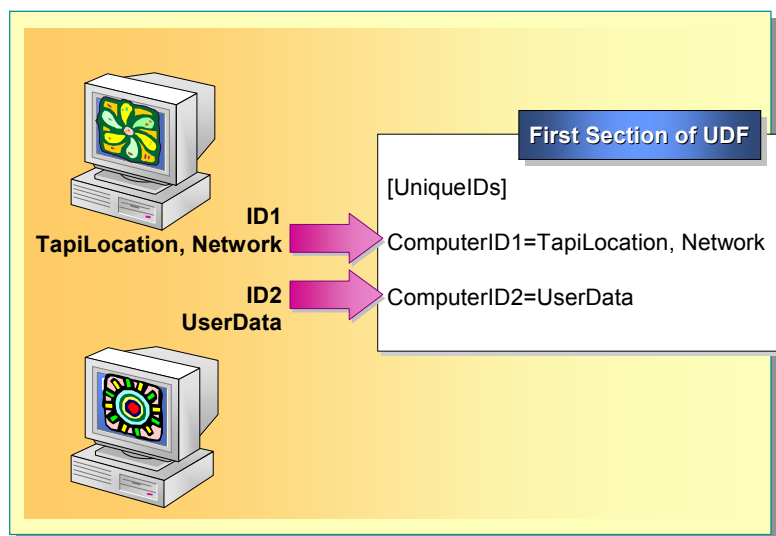 First Section of UDF
[UniqueIDs]
ID1
TapiLocation, Network
ComputerID1=TapiLocation, Network
ID2
UserData
ComputerID2=UserData